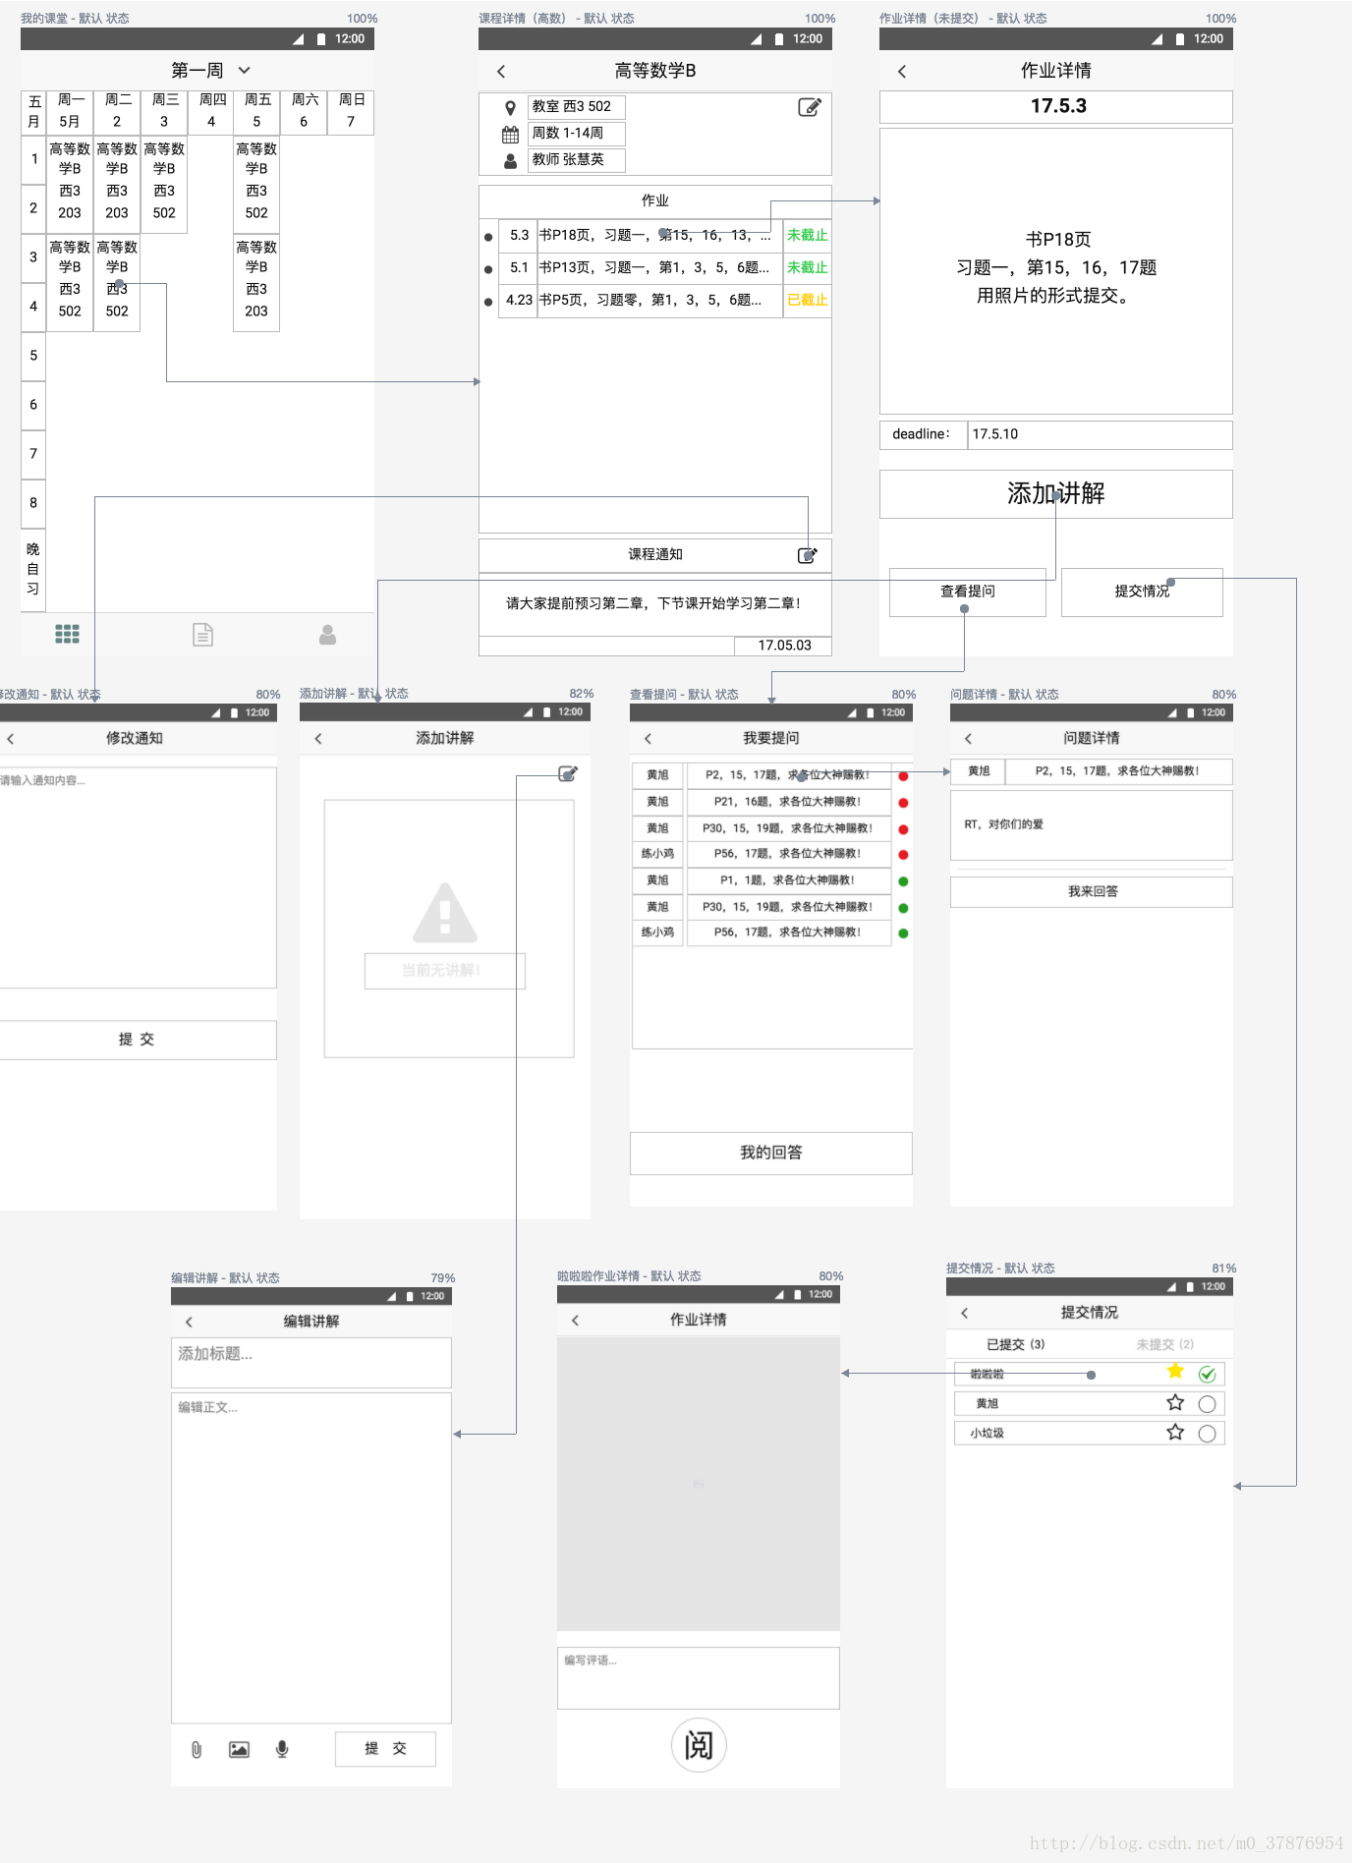 我的课堂 - 默认 状态 100%
12:00
第一周
五月 周一 5月 周二 2 周三 3 周四 4 周五 5 周六 6 周日 7
1
2
高等数学B 西3 203
高等数学B 西3 203
高等数学B 西3 502
高等数学B 西3 502
3
4
高等数学B 西3 502
高等数学B 西3 502
高等数学B 西3 203
5
6
7
8
晚自习
课程详情（高数） - 默认 状态 100%
12:00
高等数学B
教室 西3 502
周数 1-14周
教师 张慧英
作业
5.3 书P18页，习题一，第15，16，13，... 未截止
5.1 书P13页，习题一，第1，3，5，6题... 未截止
4.23 书P5页，习题零，第1，3，5，6题... 已截止
课程通知
请大家提前预习第二章，下节课开始学习第二章！
17.05.03
作业详情（未提交） - 默认 状态 100%
12:00
作业详情
17.5.3
书P18页
习题一，第15，16，17题
用照片的形式提交。
deadline： 17.5.10
添加讲解
查看提问 提交情况
修改通知 - 默认 状态 80%
12:00
修改通知
请输入通知内容...
提 交
添加讲解 - 默认 状态 82%
12:00
添加讲解
当前无讲解！
查看提问 - 默认 状态 80%
12:00
我要提问
黄旭 P2，15，17题，求各位大神赐教！
黄旭 P21，16题，求各位大神赐教！
黄旭 P30，15，19题，求各位大神赐教！
练小鸡 P56，17题，求各位大神赐教！
黄旭 P1，1题，求各位大神赐教！
黄旭 P30，15，19题，求各位大神赐教！
练小鸡 P56，17题，求各位大神赐教！
我的回答
问题详情 - 默认 状态 80%
12:00
问题详情
黄旭 P2，15，17题，求各位大神赐教！
RT，对你们的爱
我来回答
编辑讲解 - 默认 状态 79%
12:00
编辑讲解
添加标题...
编辑正文...
提 交
啦啦啦作业详情 - 默认 状态 80%
12:00
作业详情
编写评语...
阅
提交情况 - 默认 状态 81%
12:00
提交情况
已提交（3） 未提交（2）
啦啦啦
黄旭
小垃圾
http://blog.csdn.net/m0_37876954